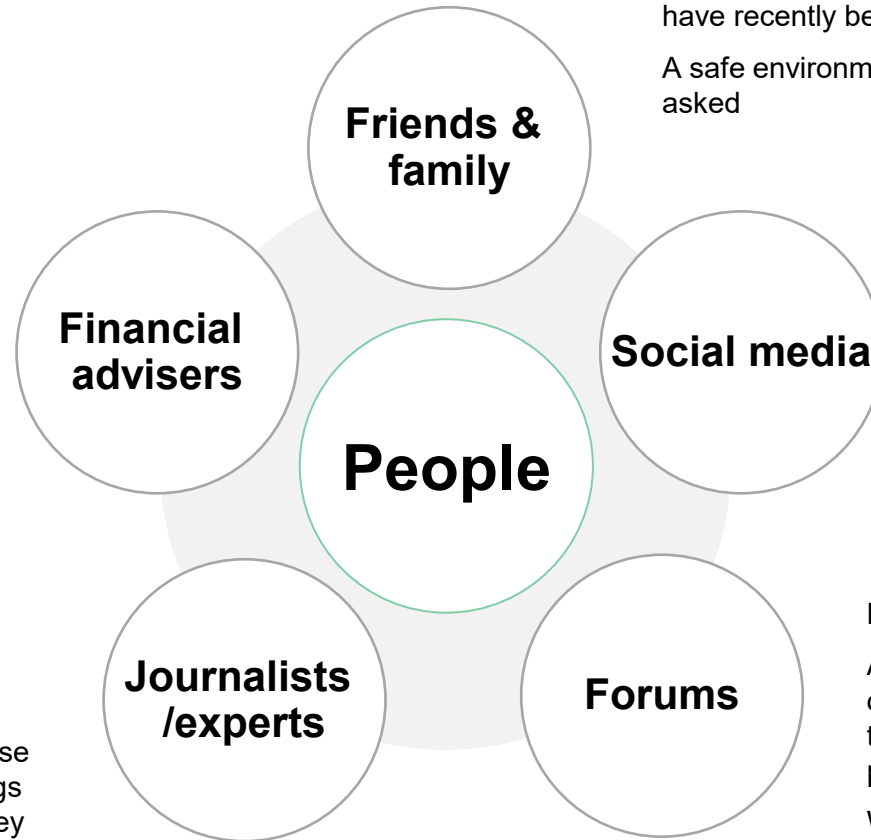 have recently be
A safe environm
asked
Friends &
family
Financial
advisers
Social media
People
Journalists
/experts
Forums
se
gs
ey